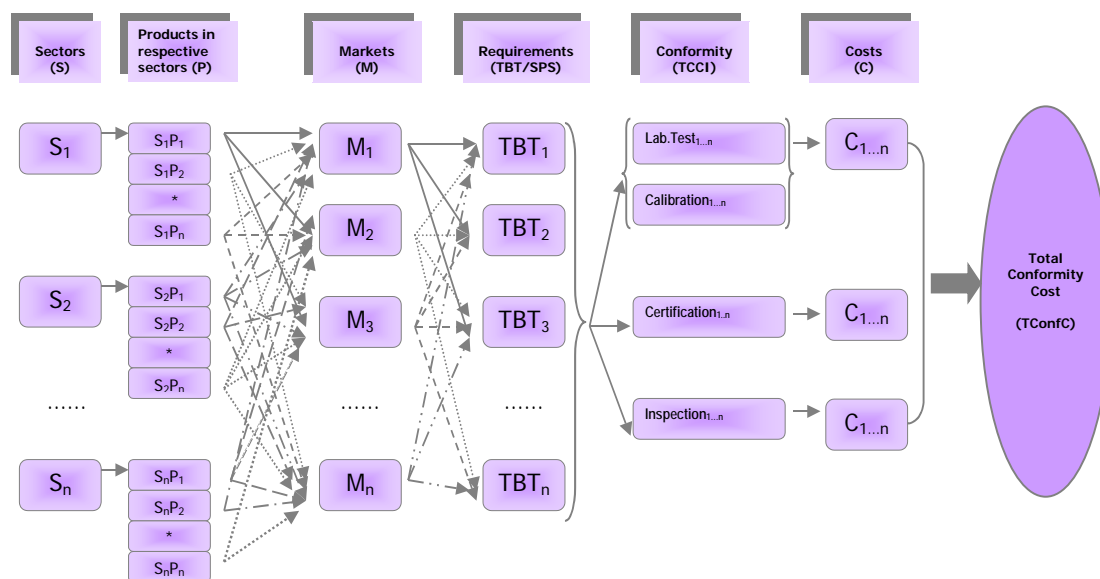 Sectors
(S)
Products in
respective
sectors (P)
Markets
(M)
Requirements
(TBT/SPS)
Conformity
(TCCI)
Costs
(C)
S₁
S₁P₁
S₁P₂
*
S₁Pₙ
S₂
S₂P₁
S₂P₂
*
S₂Pₙ
......
Sₙ
SₙP₁
SₙP₂
*
SₙPₙ
M₁
M₂
M₃
......
Mₙ
TBT₁
TBT₂
TBT₃
......
TBTₙ
Lab.Test₁...ₙ
Calibration₁...ₙ
Certification₁..ₙ
Inspection₁...ₙ
C₁...ₙ
C₁...ₙ
C₁...ₙ
Total
Conformity
Cost
(TConfC)